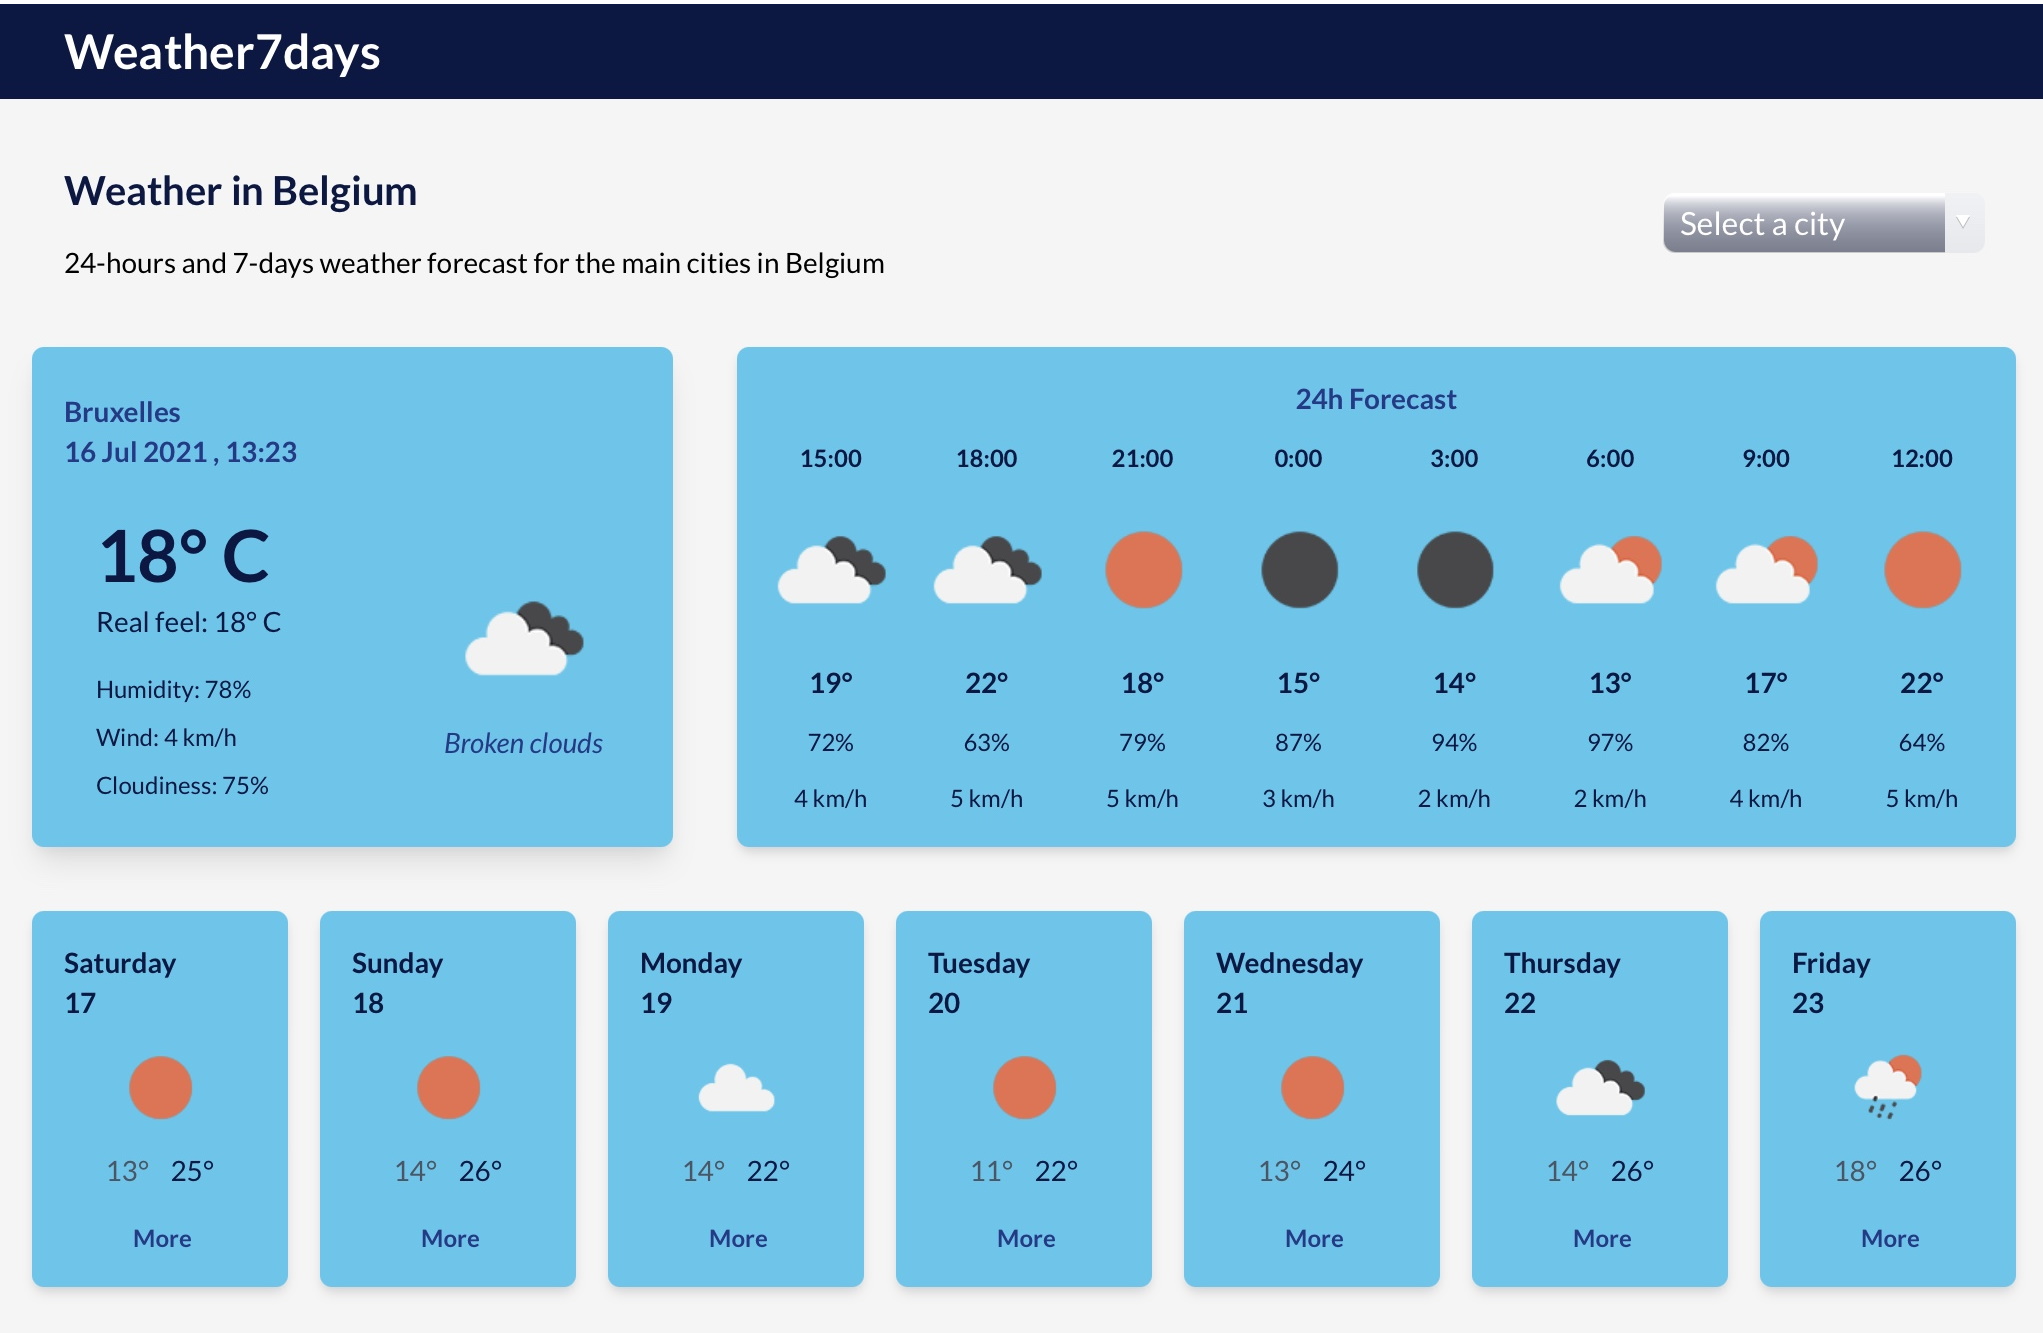 Weather7days
Weather in Belgium
24-hours and 7-days weather forecast for the main cities in Belgium
Select a city
Bruxelles
16 Jul 2021 , 13:23
18° C
Real feel: 18° C
Humidity: 78%
Wind: 4 km/h
Cloudiness: 75%
Broken clouds
24h Forecast
15:00 18:00 21:00 0:00 3:00 6:00 9:00 12:00
19° 22° 18° 15° 14° 13° 17° 22°
72% 63% 79% 87% 94% 97% 82% 64%
4 km/h 5 km/h 5 km/h 3 km/h 2 km/h 2 km/h 4 km/h 5 km/h
Saturday
17
13° 25°
More
Sunday
18
14° 26°
More
Monday
19
14° 22°
More
Tuesday
20
11° 22°
More
Wednesday
21
13° 24°
More
Thursday
22
14° 26°
More
Friday
23
18° 26°
More